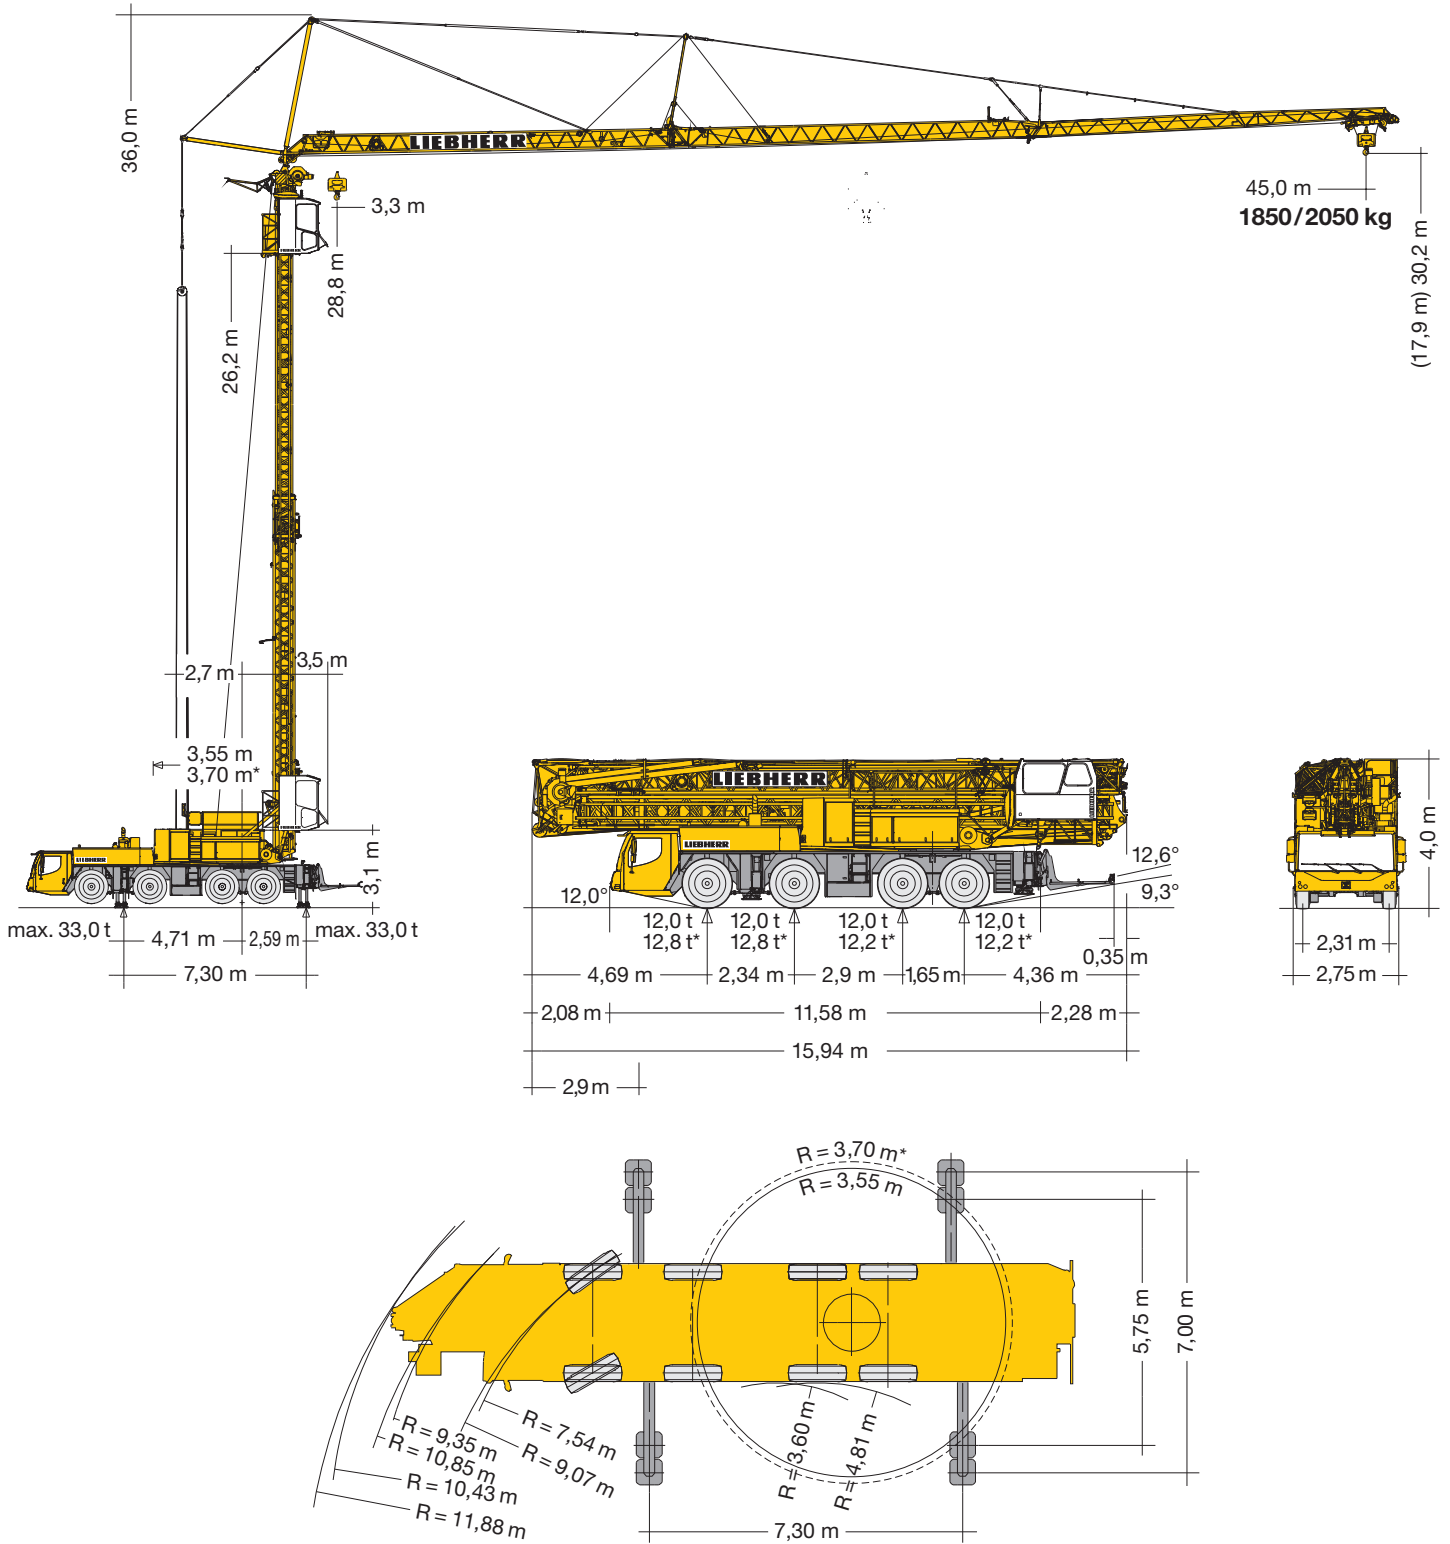 36,0 m
LIEBHERR
3,3 m
28,8 m
26,2 m
45,0 m
1850/2050 kg
(17,9 m) 30,2 m
2,7 m
3,5 m
3,55 m
3,70 m*
LIEBHERR
3,1 m
max. 33,0 t
max. 33,0 t
4,71 m
2,59 m
7,30 m
LIEBHERR
LIEBHERR
12,0°
12,6°
9,3°
12,0 t
12,8 t*
12,0 t
12,8 t*
12,0 t
12,2 t*
12,0 t
12,2 t*
0,35 m
4,69 m
2,34 m
2,9 m
1,65 m
4,36 m
2,08 m
11,58 m
2,28 m
15,94 m
2,9 m
4,0 m
2,31 m
2,75 m
R = 3,70 m*
R = 3,55 m
5,75 m
7,00 m
R = 7,54 m
R = 9,07 m
R = 9,35 m
R = 10,85 m
R = 10,43 m
R = 11,88 m
R = 3,60 m
R = 4,81 m
7,30 m